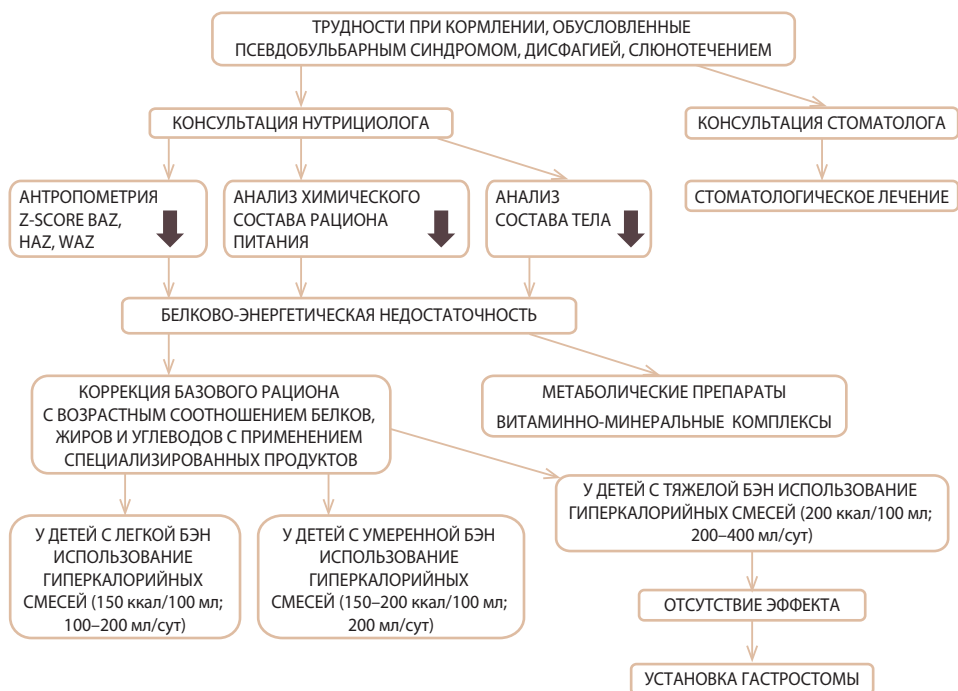 ТРУДНОСТИ ПРИ КОРМЛЕНИИ, ОБУСЛОВЛЕННЫЕ
ПСЕВДОБУЛЬБАРНЫМ СИНДРОМОМ, ДИСФАГИЕЙ, СЛЮНОТЕЧЕНИЕМ
КОНСУЛЬТАЦИЯ НУТРИЦИОЛОГА
КОНСУЛЬТАЦИЯ СТОМАТОЛОГА
АНТРОПОМЕТРИЯ
Z-SCORE BAZ,
HAZ, WAZ
АНАЛИЗ ХИМИЧЕСКОГО
СОСТАВА РАЦИОНА
ПИТАНИЯ
АНАЛИЗ
СОСТАВА ТЕЛА
СТОМАТОЛОГИЧЕСКОЕ ЛЕЧЕНИЕ
БЕЛКОВО-ЭНЕРГЕТИЧЕСКАЯ НЕДОСТАТОЧНОСТЬ
КОРРЕКЦИЯ БАЗОВОГО РАЦИОНА
С ВОЗРАСТНЫМ СООТНОШЕНИЕМ БЕЛКОВ,
ЖИРОВ И УГЛЕВОДОВ С ПРИМЕНЕНИЕМ
СПЕЦИАЛИЗИРОВАННЫХ ПРОДУКТОВ
МЕТАБОЛИЧЕСКИЕ ПРЕПАРАТЫ
ВИТАМИННО-МИНЕРАЛЬНЫЕ КОМПЛЕКСЫ
У ДЕТЕЙ С ЛЕГКОЙ БЭН
ИСПОЛЬЗОВАНИЕ
ГИПЕРКАЛОРИЙНЫХ
СМЕСЕЙ (150 ккал/100 мл;
100–200 мл/сут)
У ДЕТЕЙ С УМЕРЕННОЙ БЭН
ИСПОЛЬЗОВАНИЕ
ГИПЕРКАЛОРИЙНЫХ
СМЕСЕЙ (150–200 ккал/100 мл;
200 мл/сут)
У ДЕТЕЙ С ТЯЖЕЛОЙ БЭН ИСПОЛЬЗОВАНИЕ
ГИПЕРКАЛОРИЙНЫХ СМЕСЕЙ (200 ккал/100 мл;
200–400 мл/сут)
ОТСУТСТВИЕ ЭФФЕКТА
УСТАНОВКА ГАСТРОСТОМЫ